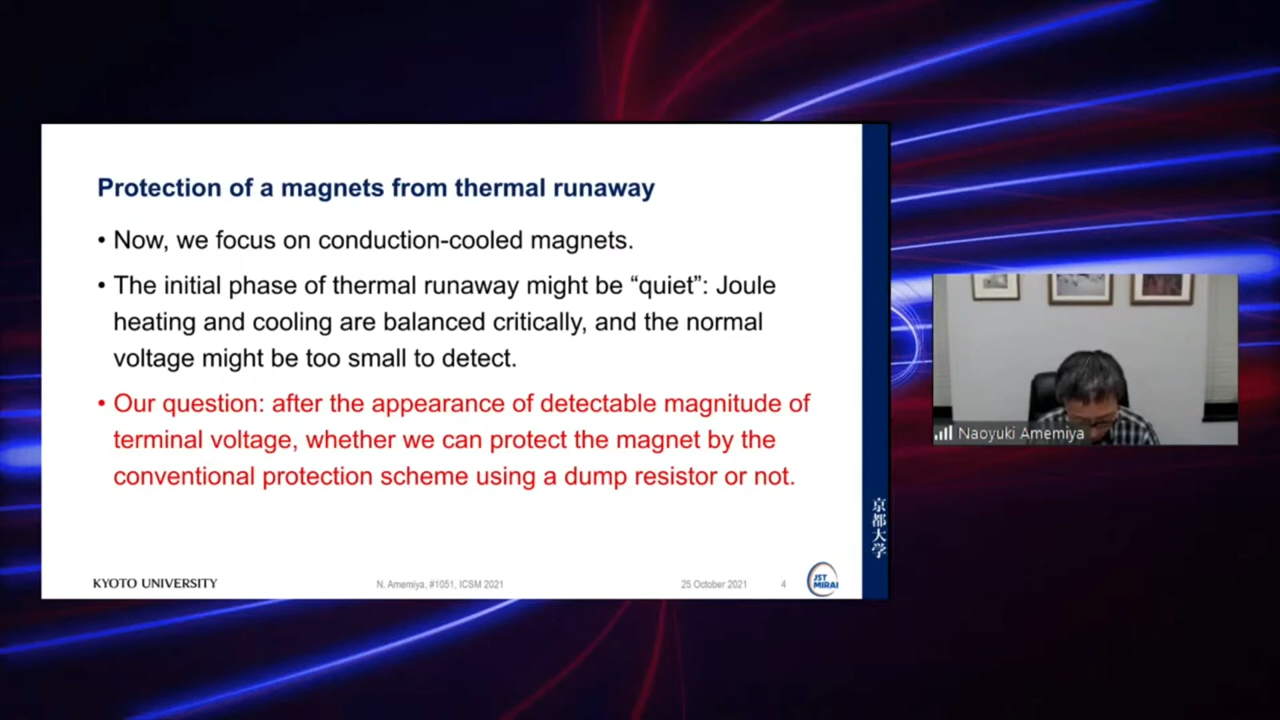 Protection of a magnets from thermal runaway
• Now, we focus on conduction-cooled magnets.
• The initial phase of thermal runaway might be “quiet”: Joule
heating and cooling are balanced critically, and the normal
voltage might be too small to detect.
• Our question: after the appearance of detectable magnitude of
terminal voltage, whether we can protect the magnet by the
conventional protection scheme using a dump resistor or not.
京都大学
KYOTO UNIVERSITY
N. Amemiya, #1051, ICSM 2021
25 October 2021
4
JST
MIRAI
Naoyuki Amemiya